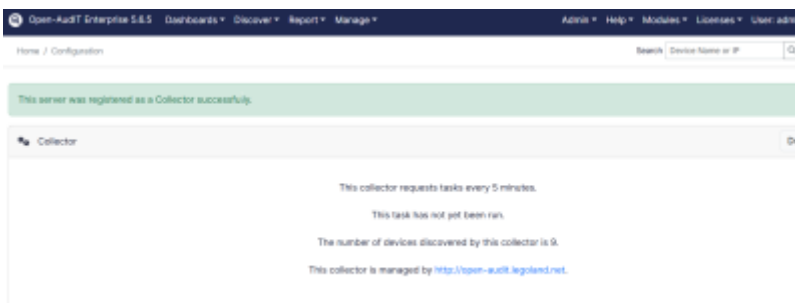 Open-AudIT Enterprise 5.6.5 Dashboards Discover Report Manage Admin Help Modules Licenses User: adm
Home / Configuration Search Device Name or IP
This server was registered as a Collector successfully.
Collector
This collector requests tasks every 5 minutes.
This task has not yet been run.
The number of devices discovered by this collector is 9.
This collector is managed by http://open-audit.legoland.net.